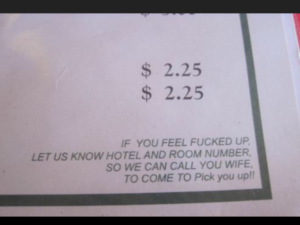 $ 2.25
$ 2.25
IF YOU FEEL FUCKED UP,
LET US KNOW HOTEL AND ROOM NUMBER,
SO WE CAN CALL YOU WIFE,
TO COME TO Pick you up!!